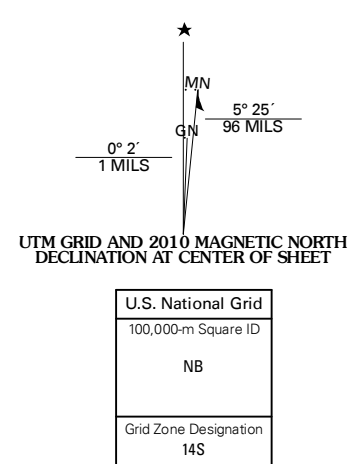 MN
GN
5° 25´
96 MILS
0° 2´
1 MILS
UTM GRID AND 2010 MAGNETIC NORTH
DECLINATION AT CENTER OF SHEET
U.S. National Grid
100,000-m Square ID
NB
Grid Zone Designation
14S